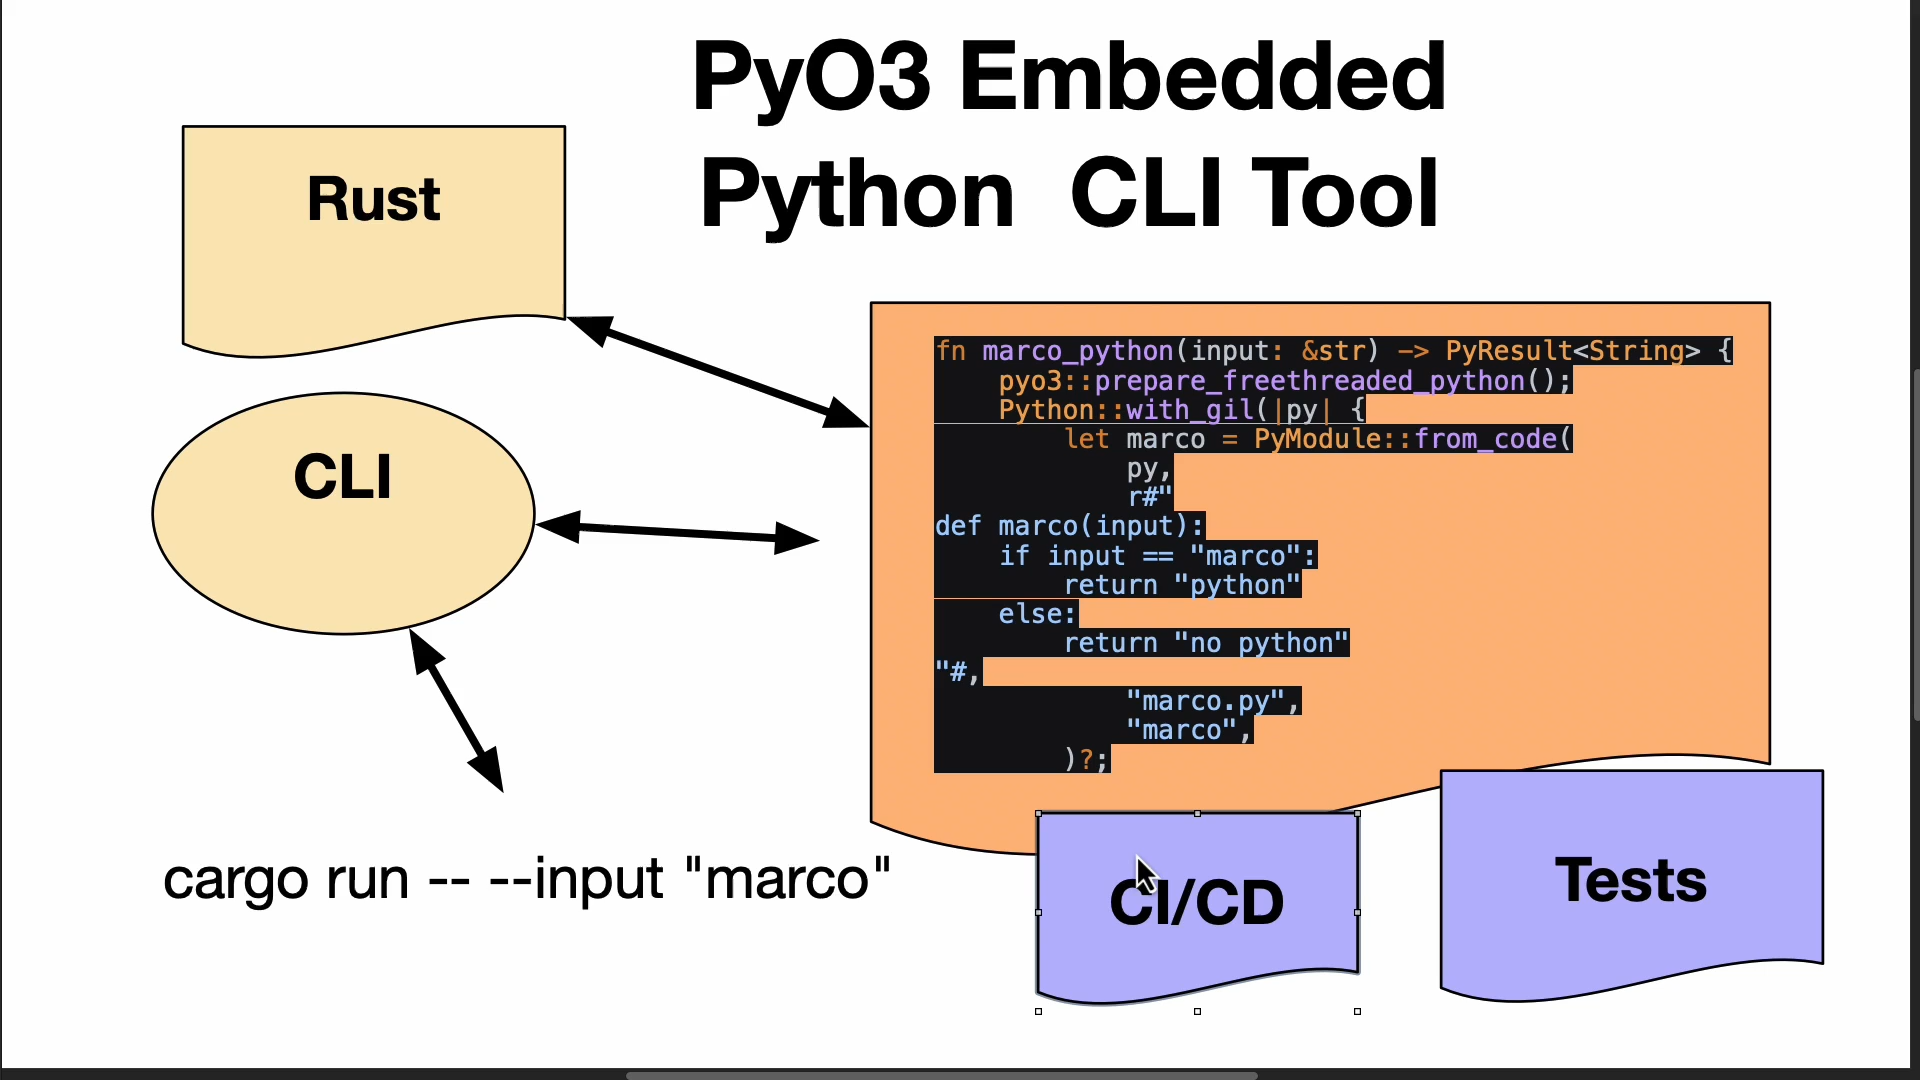 PyO3 Embedded
Python  CLI Tool
Rust
CLI
fn marco_python(input: &str) -> PyResult<String> {
    pyo3::prepare_freethreaded_python();
    Python::with_gil(|py| {
        let marco = PyModule::from_code(
            py,
            r#"
def marco(input):
    if input == "marco":
        return "python"
    else:
        return "no python"
"#,
            "marco.py",
            "marco",
        )?;
cargo run -- --input "marco"
CI/CD
Tests